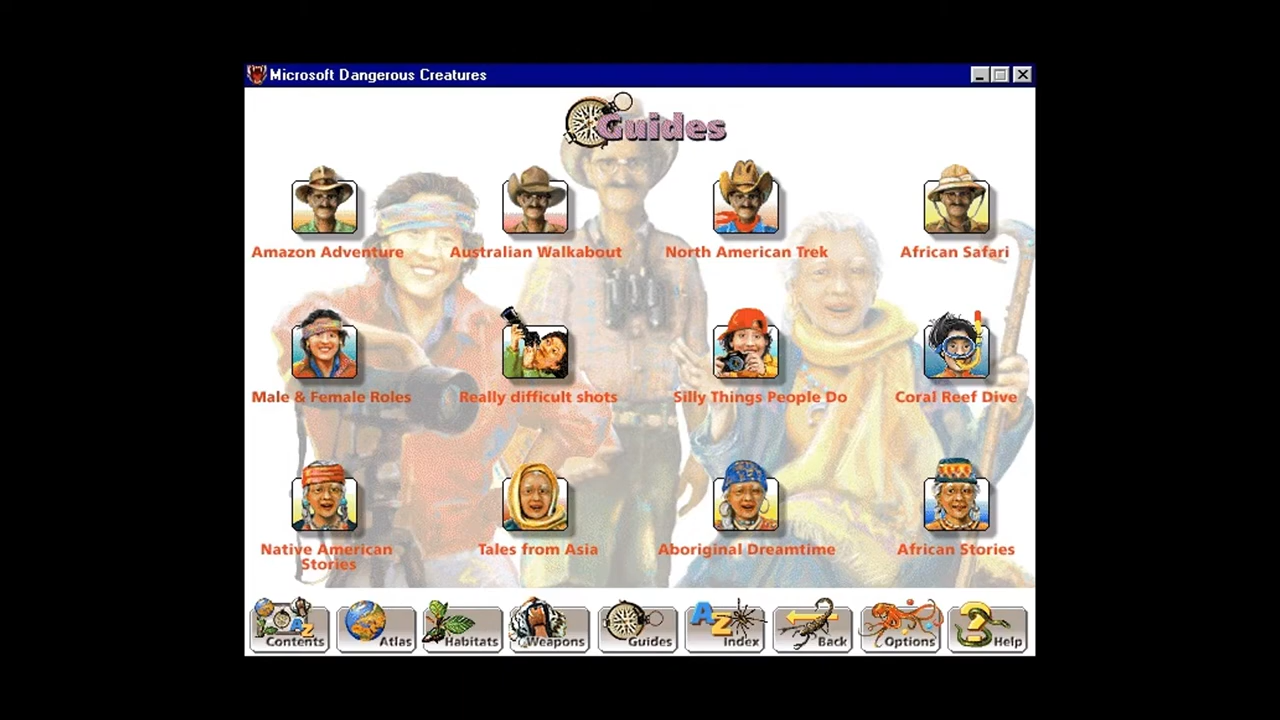 Microsoft Dangerous Creatures
Guides
Amazon Adventure
Australian Walkabout
North American Trek
African Safari
Male & Female Roles
Really difficult shots
Silly Things People Do
Coral Reef Dive
Native American
Stories
Tales from Asia
Aboriginal Dreamtime
African Stories
Contents
Atlas
Habitats
Weapons
Guides
AZ
Index
Back
Options
?
Help